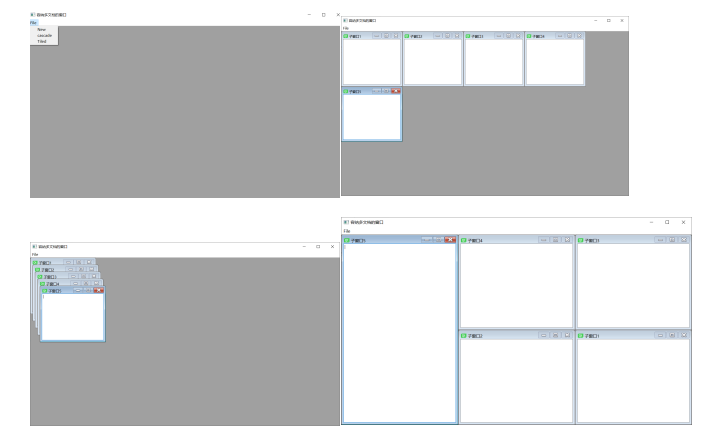 容纳多文档的窗口
File
New
cascade
Tiled
容纳多文档的窗口
File
子窗口1 子窗口2 子窗口3 子窗口4
子窗口5
容纳多文档的窗口
File
子窗口1
子窗口2
子窗口3
子窗口4
子窗口5
容纳多文档的窗口
File
子窗口5 子窗口4 子窗口3
子窗口2 子窗口1